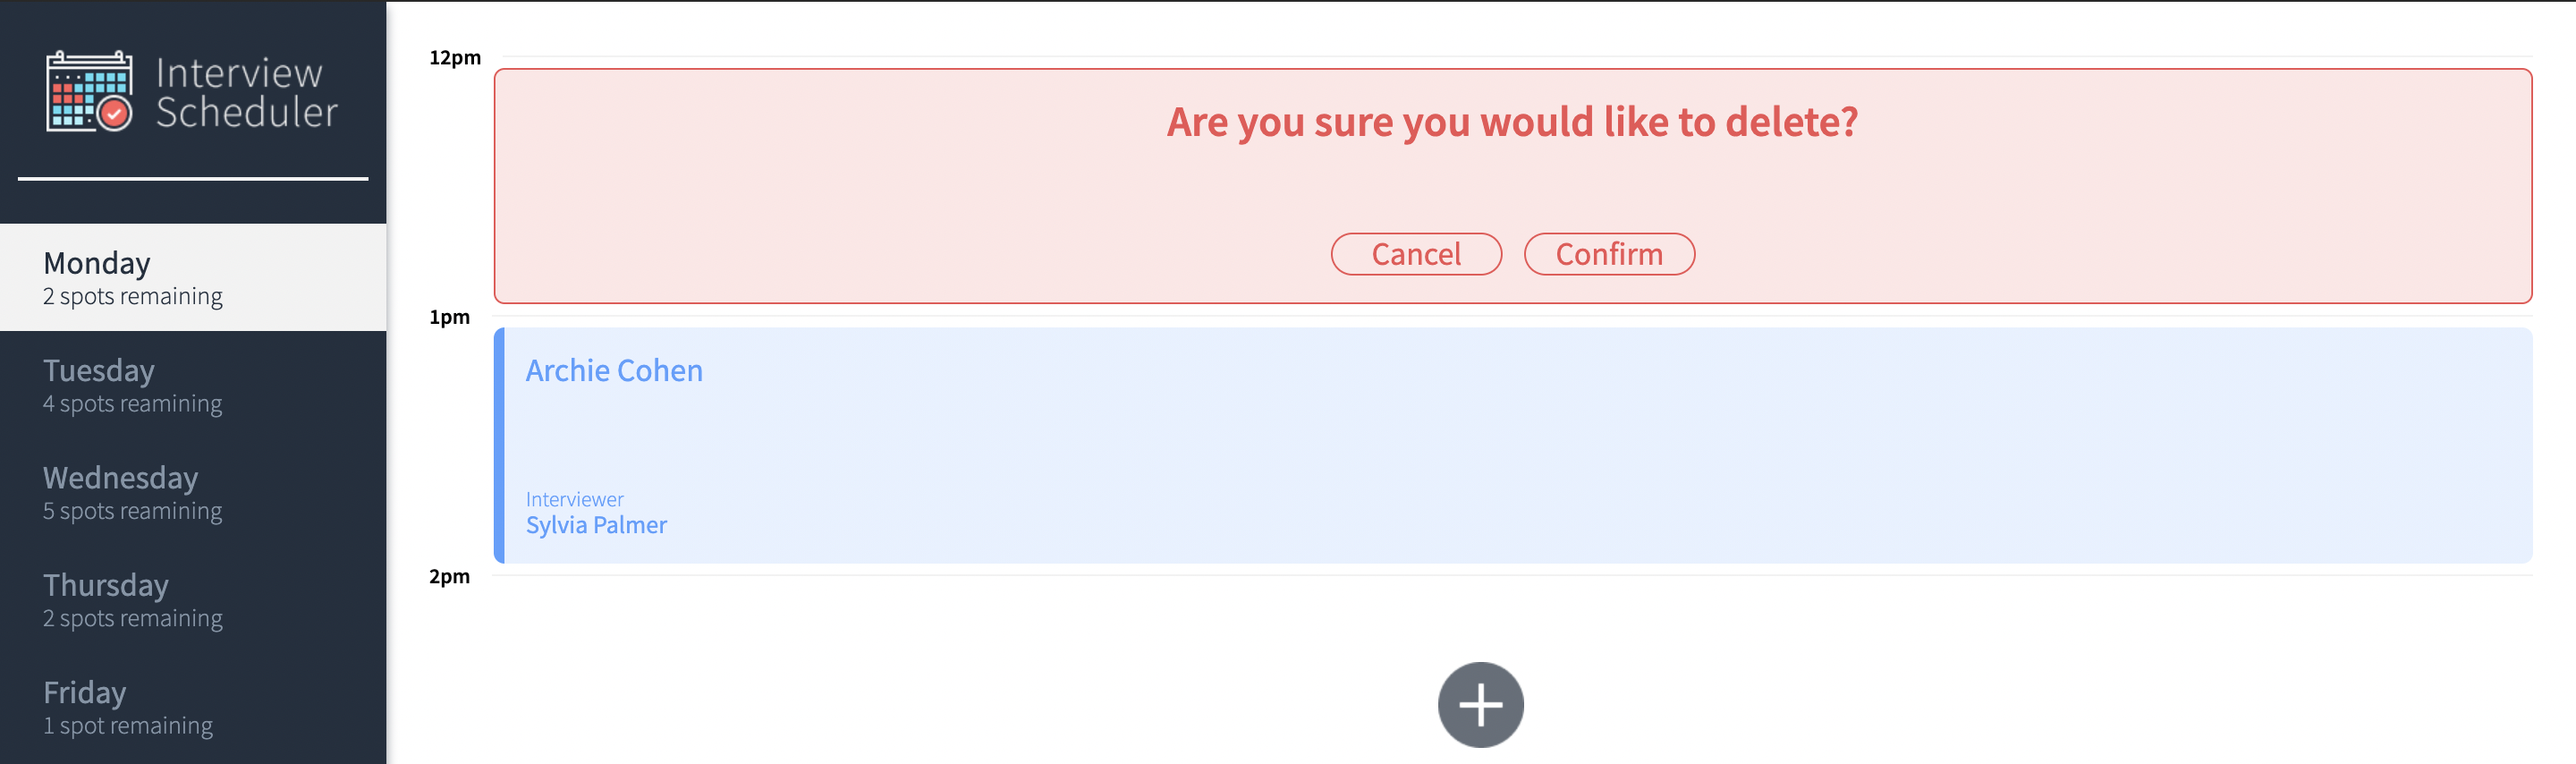 Interview
Scheduler
Monday
2 spots remaining
Tuesday
4 spots reamining
Wednesday
5 spots reamining
Thursday
2 spots remaining
Friday
1 spot remaining
12pm
Are you sure you would like to delete?
Cancel Confirm
1pm
Archie Cohen
Interviewer
Sylvia Palmer
2pm